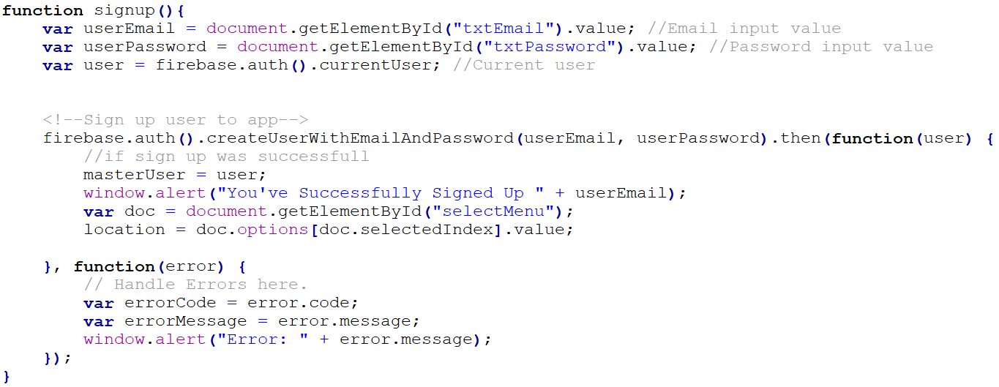 function signup(){
    var userEmail = document.getElementById("txtEmail").value; //Email input value
    var userPassword = document.getElementById("txtPassword").value; //Password input value
    var user = firebase.auth().currentUser; //Current user
    <!--Sign up user to app-->
    firebase.auth().createUserWithEmailAndPassword(userEmail, userPassword).then(function(user) {
        //if sign up was successfull
        masterUser = user;
        window.alert("You've Successfully Signed Up " + userEmail);
        var doc = document.getElementById("selectMenu");
        location = doc.options[doc.selectedIndex].value;
    }, function(error) {
        // Handle Errors here.
        var errorCode = error.code;
        var errorMessage = error.message;
        window.alert("Error: " + error.message);
    });
}